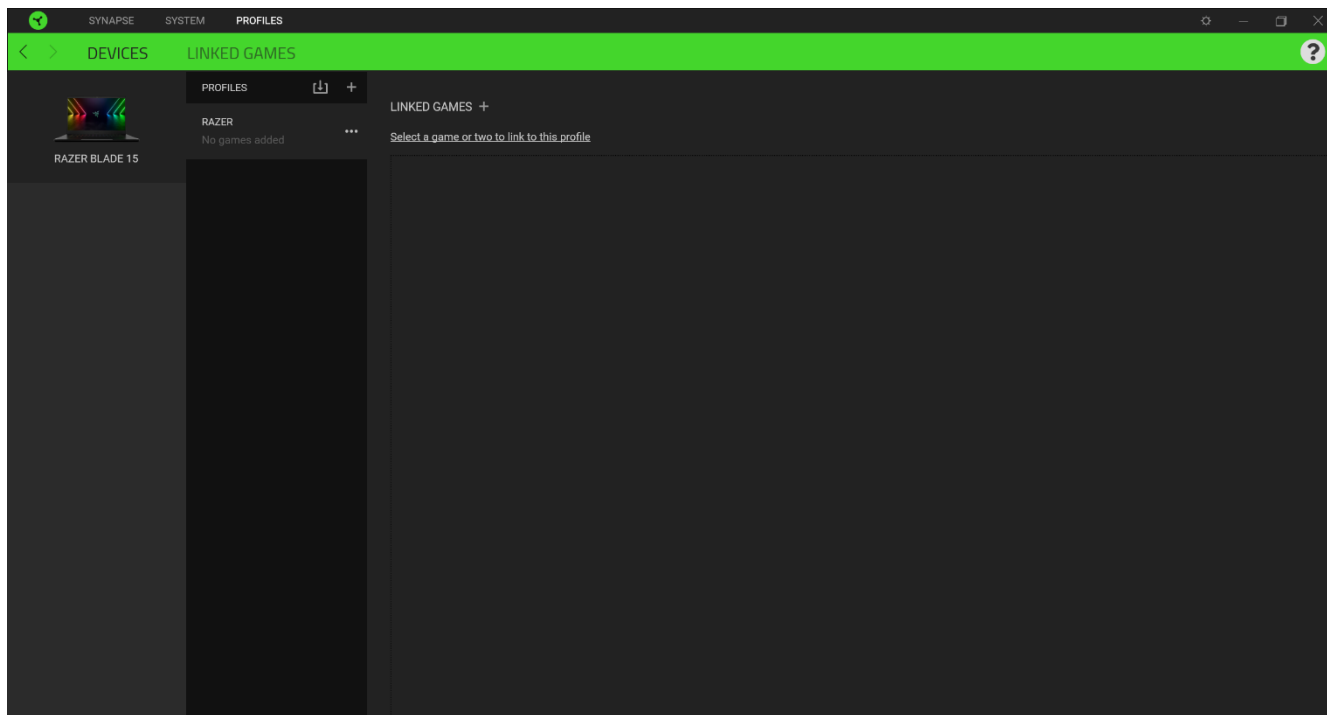 SYNAPSE SYSTEM PROFILES
DEVICES LINKED GAMES
?
RAZER BLADE 15
PROFILES
RAZER
No games added
LINKED GAMES +
Select a game or two to link to this profile